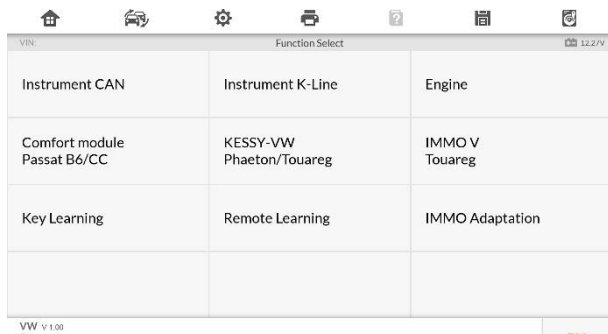 VIN:
Function Select
12.27V
Instrument CAN
Instrument K-Line
Engine
Comfort module
Passat B6/CC
KESSY-VW
Phaeton/Touareg
IMMO V
Touareg
Key Learning
Remote Learning
IMMO Adaptation
VW V 1.00